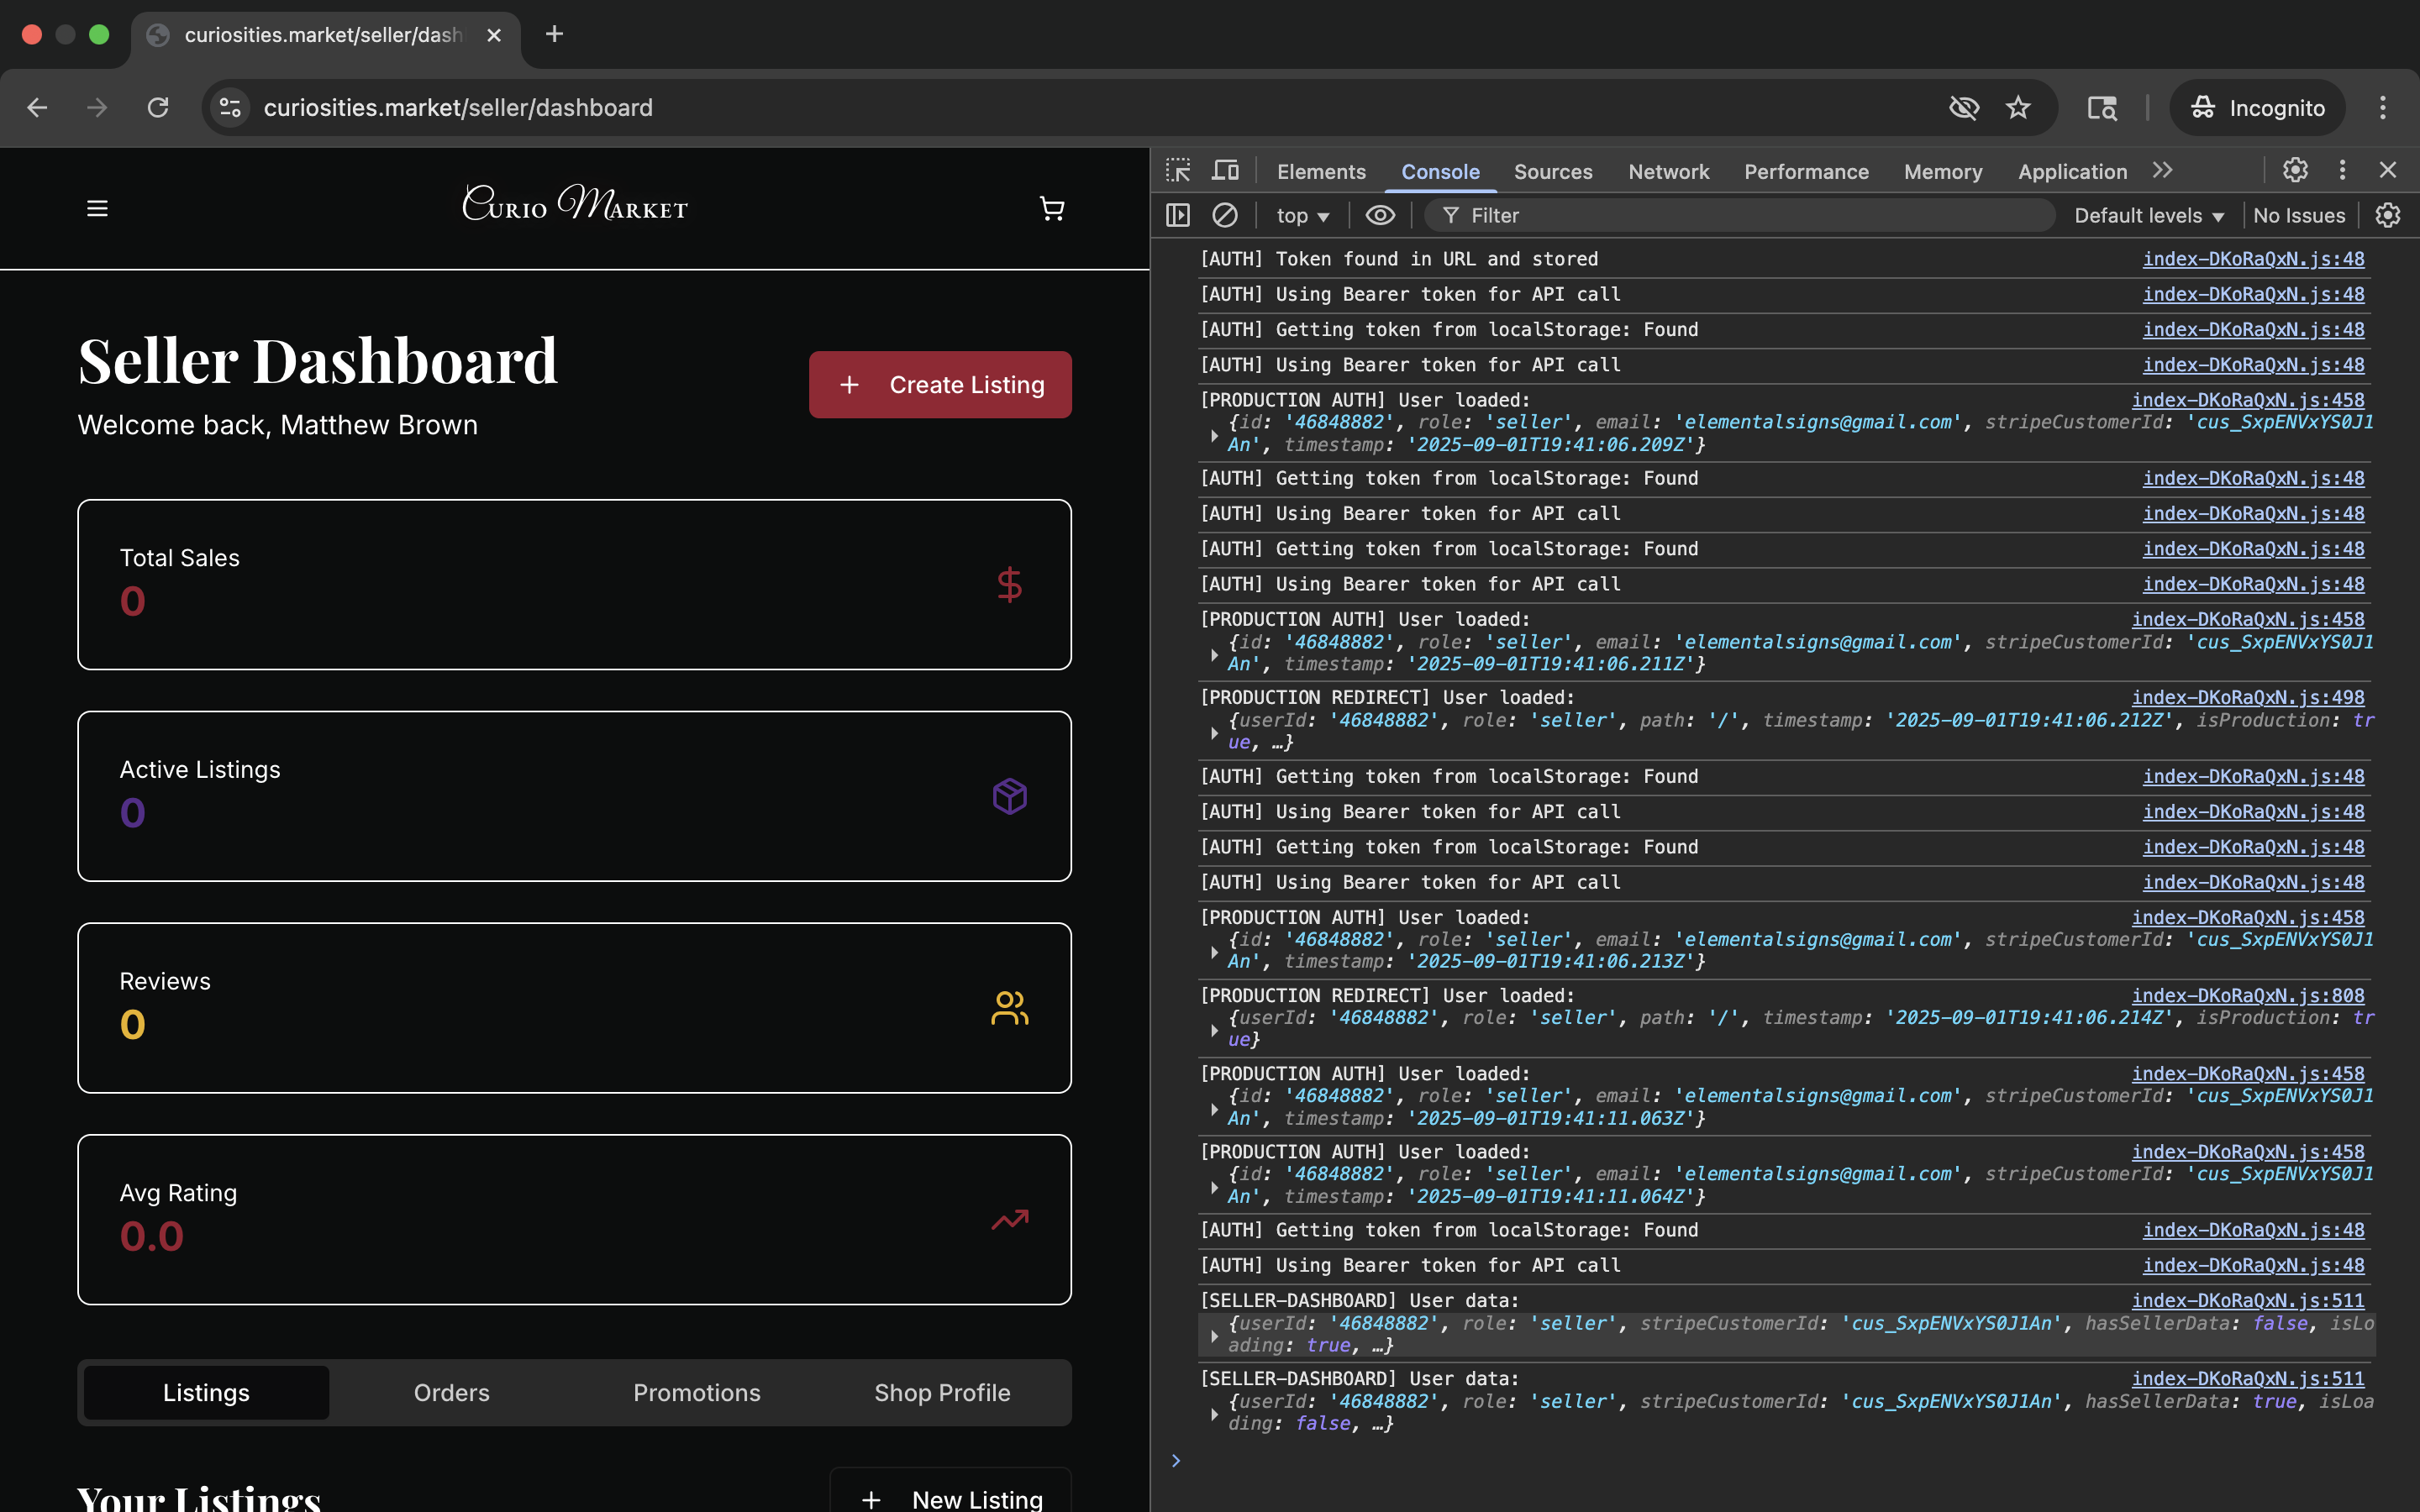 curiosities.market/seller/dash
curiosities.market/seller/dashboard
Incognito
CURIO MARKET
Seller Dashboard
Welcome back, Matthew Brown
Create Listing
Total Sales
0
Active Listings
0
Reviews
0
Avg Rating
0.0
Listings Orders Promotions Shop Profile
Your Listings
New Listing
Elements Console Sources Network Performance Memory Application
top Filter Default levels No Issues
[AUTH] Token found in URL and stored index-DKoRaQxN.js:48
[AUTH] Using Bearer token for API call index-DKoRaQxN.js:48
[AUTH] Getting token from localStorage: Found index-DKoRaQxN.js:48
[AUTH] Using Bearer token for API call index-DKoRaQxN.js:48
[PRODUCTION AUTH] User loaded: index-DKoRaQxN.js:458
{id: '46848882', role: 'seller', email: 'elementalsigns@gmail.com', stripeCustomerId: 'cus_SxpENVxYS0J1
An', timestamp: '2025-09-01T19:41:06.209Z'}
[AUTH] Getting token from localStorage: Found index-DKoRaQxN.js:48
[AUTH] Using Bearer token for API call index-DKoRaQxN.js:48
[AUTH] Getting token from localStorage: Found index-DKoRaQxN.js:48
[AUTH] Using Bearer token for API call index-DKoRaQxN.js:48
[PRODUCTION AUTH] User loaded: index-DKoRaQxN.js:458
{id: '46848882', role: 'seller', email: 'elementalsigns@gmail.com', stripeCustomerId: 'cus_SxpENVxYS0J1
An', timestamp: '2025-09-01T19:41:06.211Z'}
[PRODUCTION REDIRECT] User loaded: index-DKoRaQxN.js:498
{userId: '46848882', role: 'seller', path: '/', timestamp: '2025-09-01T19:41:06.212Z', isProduction: tr
ue, …}
[AUTH] Getting token from localStorage: Found index-DKoRaQxN.js:48
[AUTH] Using Bearer token for API call index-DKoRaQxN.js:48
[AUTH] Getting token from localStorage: Found index-DKoRaQxN.js:48
[AUTH] Using Bearer token for API call index-DKoRaQxN.js:48
[PRODUCTION AUTH] User loaded: index-DKoRaQxN.js:458
{id: '46848882', role: 'seller', email: 'elementalsigns@gmail.com', stripeCustomerId: 'cus_SxpENVxYS0J1
An', timestamp: '2025-09-01T19:41:06.213Z'}
[PRODUCTION REDIRECT] User loaded: index-DKoRaQxN.js:808
{userId: '46848882', role: 'seller', path: '/', timestamp: '2025-09-01T19:41:06.214Z', isProduction: tr
ue}
[PRODUCTION AUTH] User loaded: index-DKoRaQxN.js:458
{id: '46848882', role: 'seller', email: 'elementalsigns@gmail.com', stripeCustomerId: 'cus_SxpENVxYS0J1
An', timestamp: '2025-09-01T19:41:11.063Z'}
[PRODUCTION AUTH] User loaded: index-DKoRaQxN.js:458
{id: '46848882', role: 'seller', email: 'elementalsigns@gmail.com', stripeCustomerId: 'cus_SxpENVxYS0J1
An', timestamp: '2025-09-01T19:41:11.064Z'}
[AUTH] Getting token from localStorage: Found index-DKoRaQxN.js:48
[AUTH] Using Bearer token for API call index-DKoRaQxN.js:48
[SELLER-DASHBOARD] User data: index-DKoRaQxN.js:511
{userId: '46848882', role: 'seller', stripeCustomerId: 'cus_SxpENVxYS0J1An', hasSellerData: false, isLo
ading: true, …}
[SELLER-DASHBOARD] User data: index-DKoRaQxN.js:511
{userId: '46848882', role: 'seller', stripeCustomerId: 'cus_SxpENVxYS0J1An', hasSellerData: true, isLoa
ding: false, …}